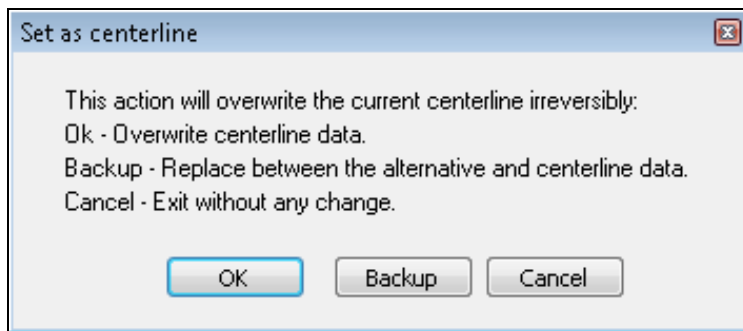 Set as centerline
This action will overwrite the current centerline irreversibly:
Ok - Overwrite centerline data.
Backup - Replace between the alternative and centerline data.
Cancel - Exit without any change.
OK Backup Cancel